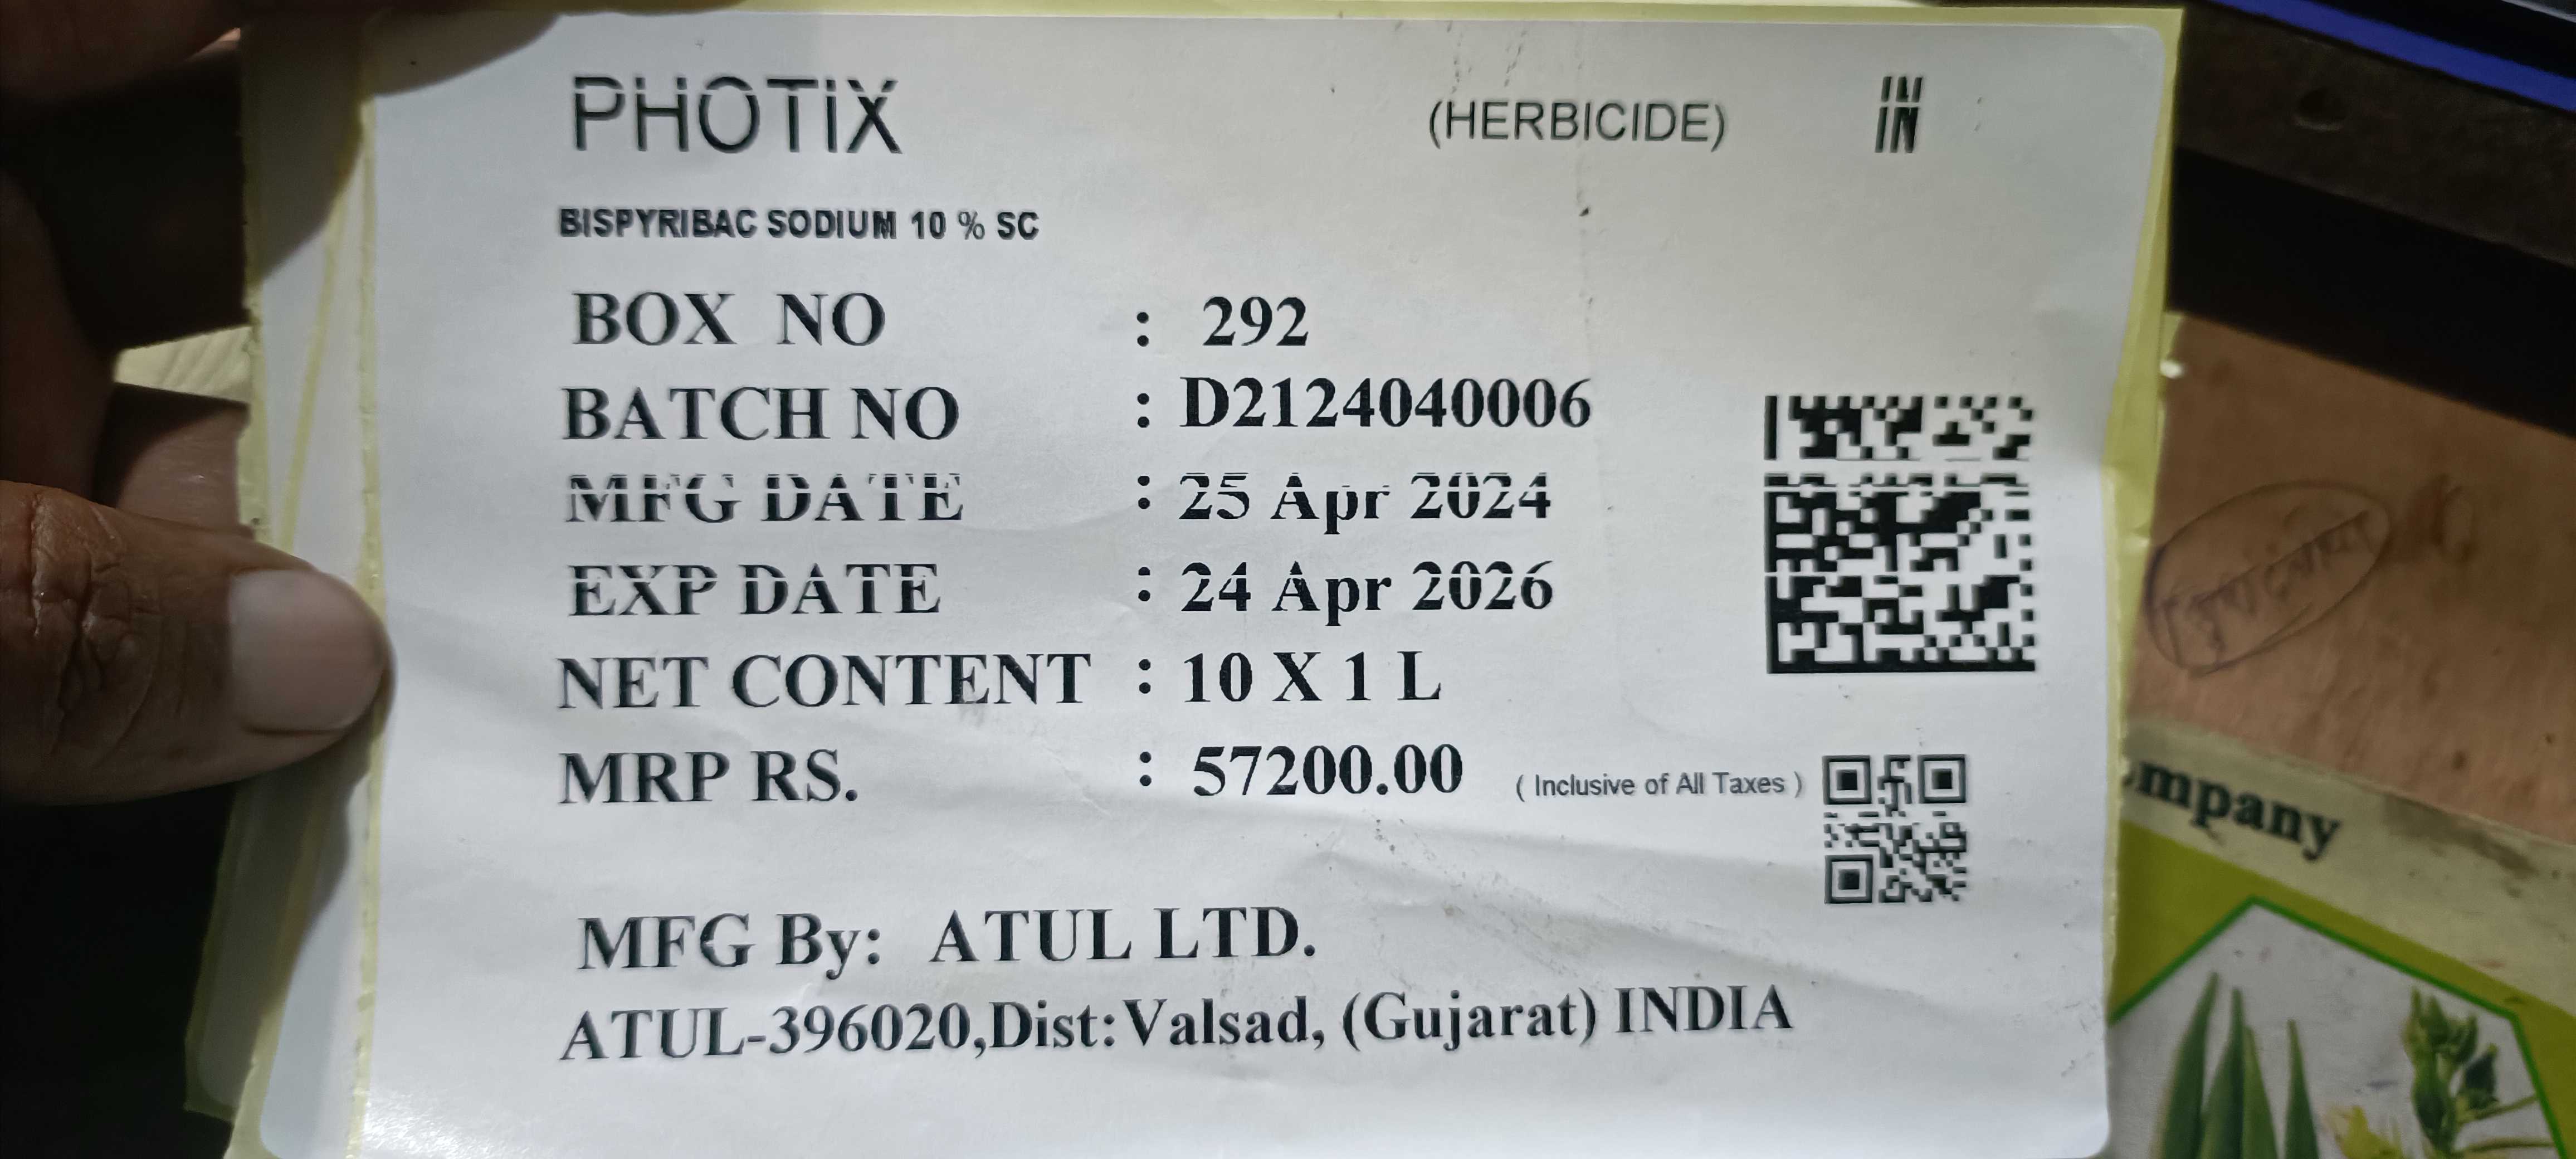 PHOTIX (HERBICIDE) IN
BISPYRIBAC SODIUM 10 % SC
BOX NO : 292
BATCH NO : D2124040006
MFG DATE : 25 Apr 2024
EXP DATE : 24 Apr 2026
NET CONTENT : 10 X 1 L
MRP RS. : 57200.00 ( Inclusive of All Taxes )
MFG By: ATUL LTD.
ATUL-396020,Dist:Valsad, (Gujarat) INDIA
mpany